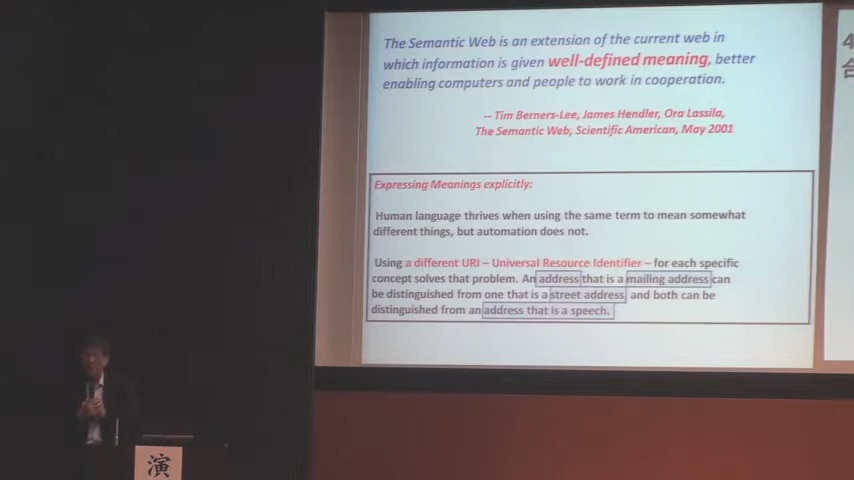 The Semantic Web is an extension of the current web in
which information is given well-defined meaning, better
enabling computers and people to work in cooperation.
-- Tim Berners-Lee, James Hendler, Ora Lassila,
The Semantic Web, Scientific American, May 2001
Expressing Meanings explicitly:
Human language thrives when using the same term to mean somewhat
different things, but automation does not.
Using a different URI – Universal Resource Identifier – for each specific
concept solves that problem. An address that is a mailing address can
be distinguished from one that is a street address, and both can be
distinguished from an address that is a speech.
4
演